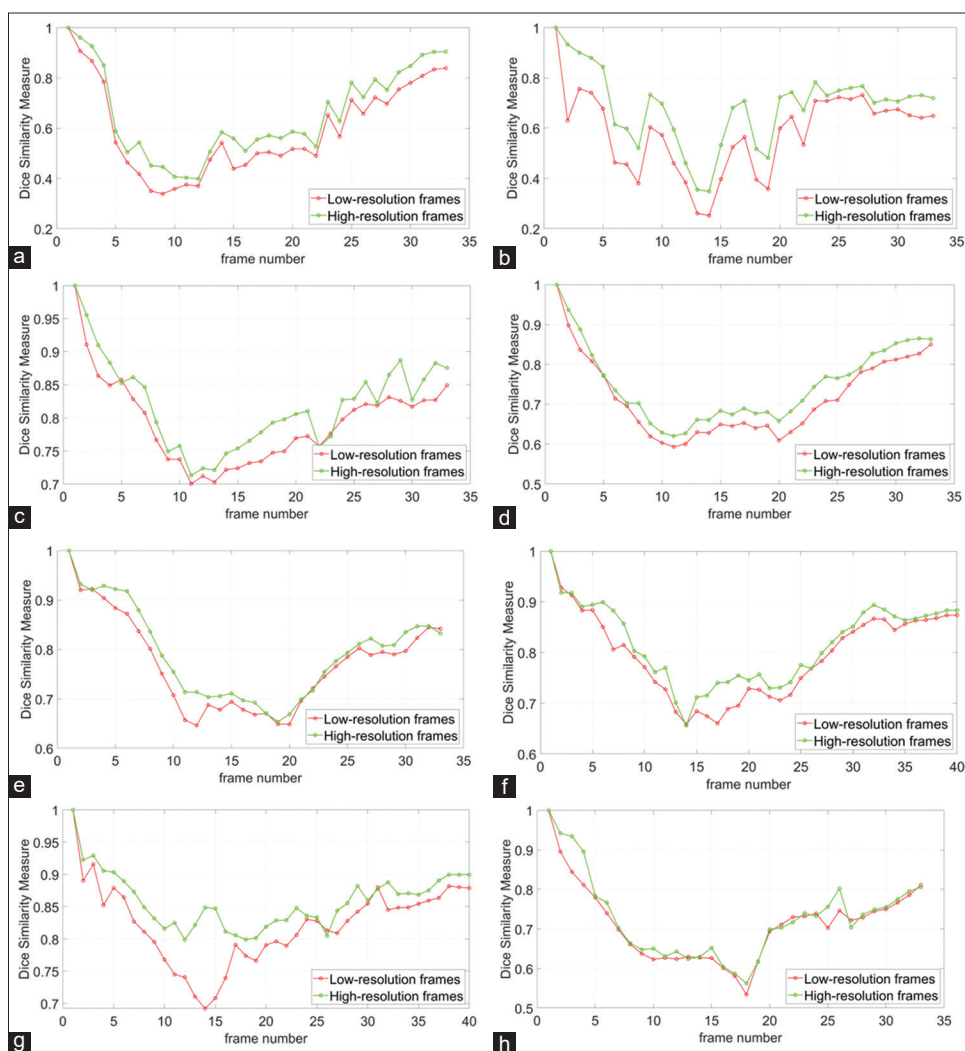 Dice Similarity Measure
1
0.8
0.6
0.4
0.2
0 5 10 15 20 25 30 35
frame number
Low-resolution frames
High-resolution frames
a
Dice Similarity Measure
1
0.8
0.6
0.4
0.2
0 5 10 15 20 25 30 35
frame number
Low-resolution frames
High-resolution frames
b
Dice Similarity Measure
1
0.95
0.9
0.85
0.8
0.75
0.7
0 5 10 15 20 25 30 35
frame number
Low-resolution frames
High-resolution frames
c
Dice Similarity Measure
1
0.9
0.8
0.7
0.6
0.5
0 5 10 15 20 25 30 35
frame number
Low-resolution frames
High-resolution frames
d
Dice Similarity Measure
1
0.9
0.8
0.7
0.6
0 5 10 15 20 25 30 35
frame number
Low-resolution frames
High-resolution frames
e
Dice Similarity Measure
1
0.9
0.8
0.7
0.6
0 5 10 15 20 25 30 35 40
frame number
Low-resolution frames
High-resolution frames
f
Dice Similarity Measure
1
0.95
0.9
0.85
0.8
0.75
0.7
0 5 10 15 20 25 30 35 40
frame number
Low-resolution frames
High-resolution frames
g
Dice Similarity Measure
1
0.9
0.8
0.7
0.6
0.5
0 5 10 15 20 25 30 35
frame number
Low-resolution frames
High-resolution frames
h